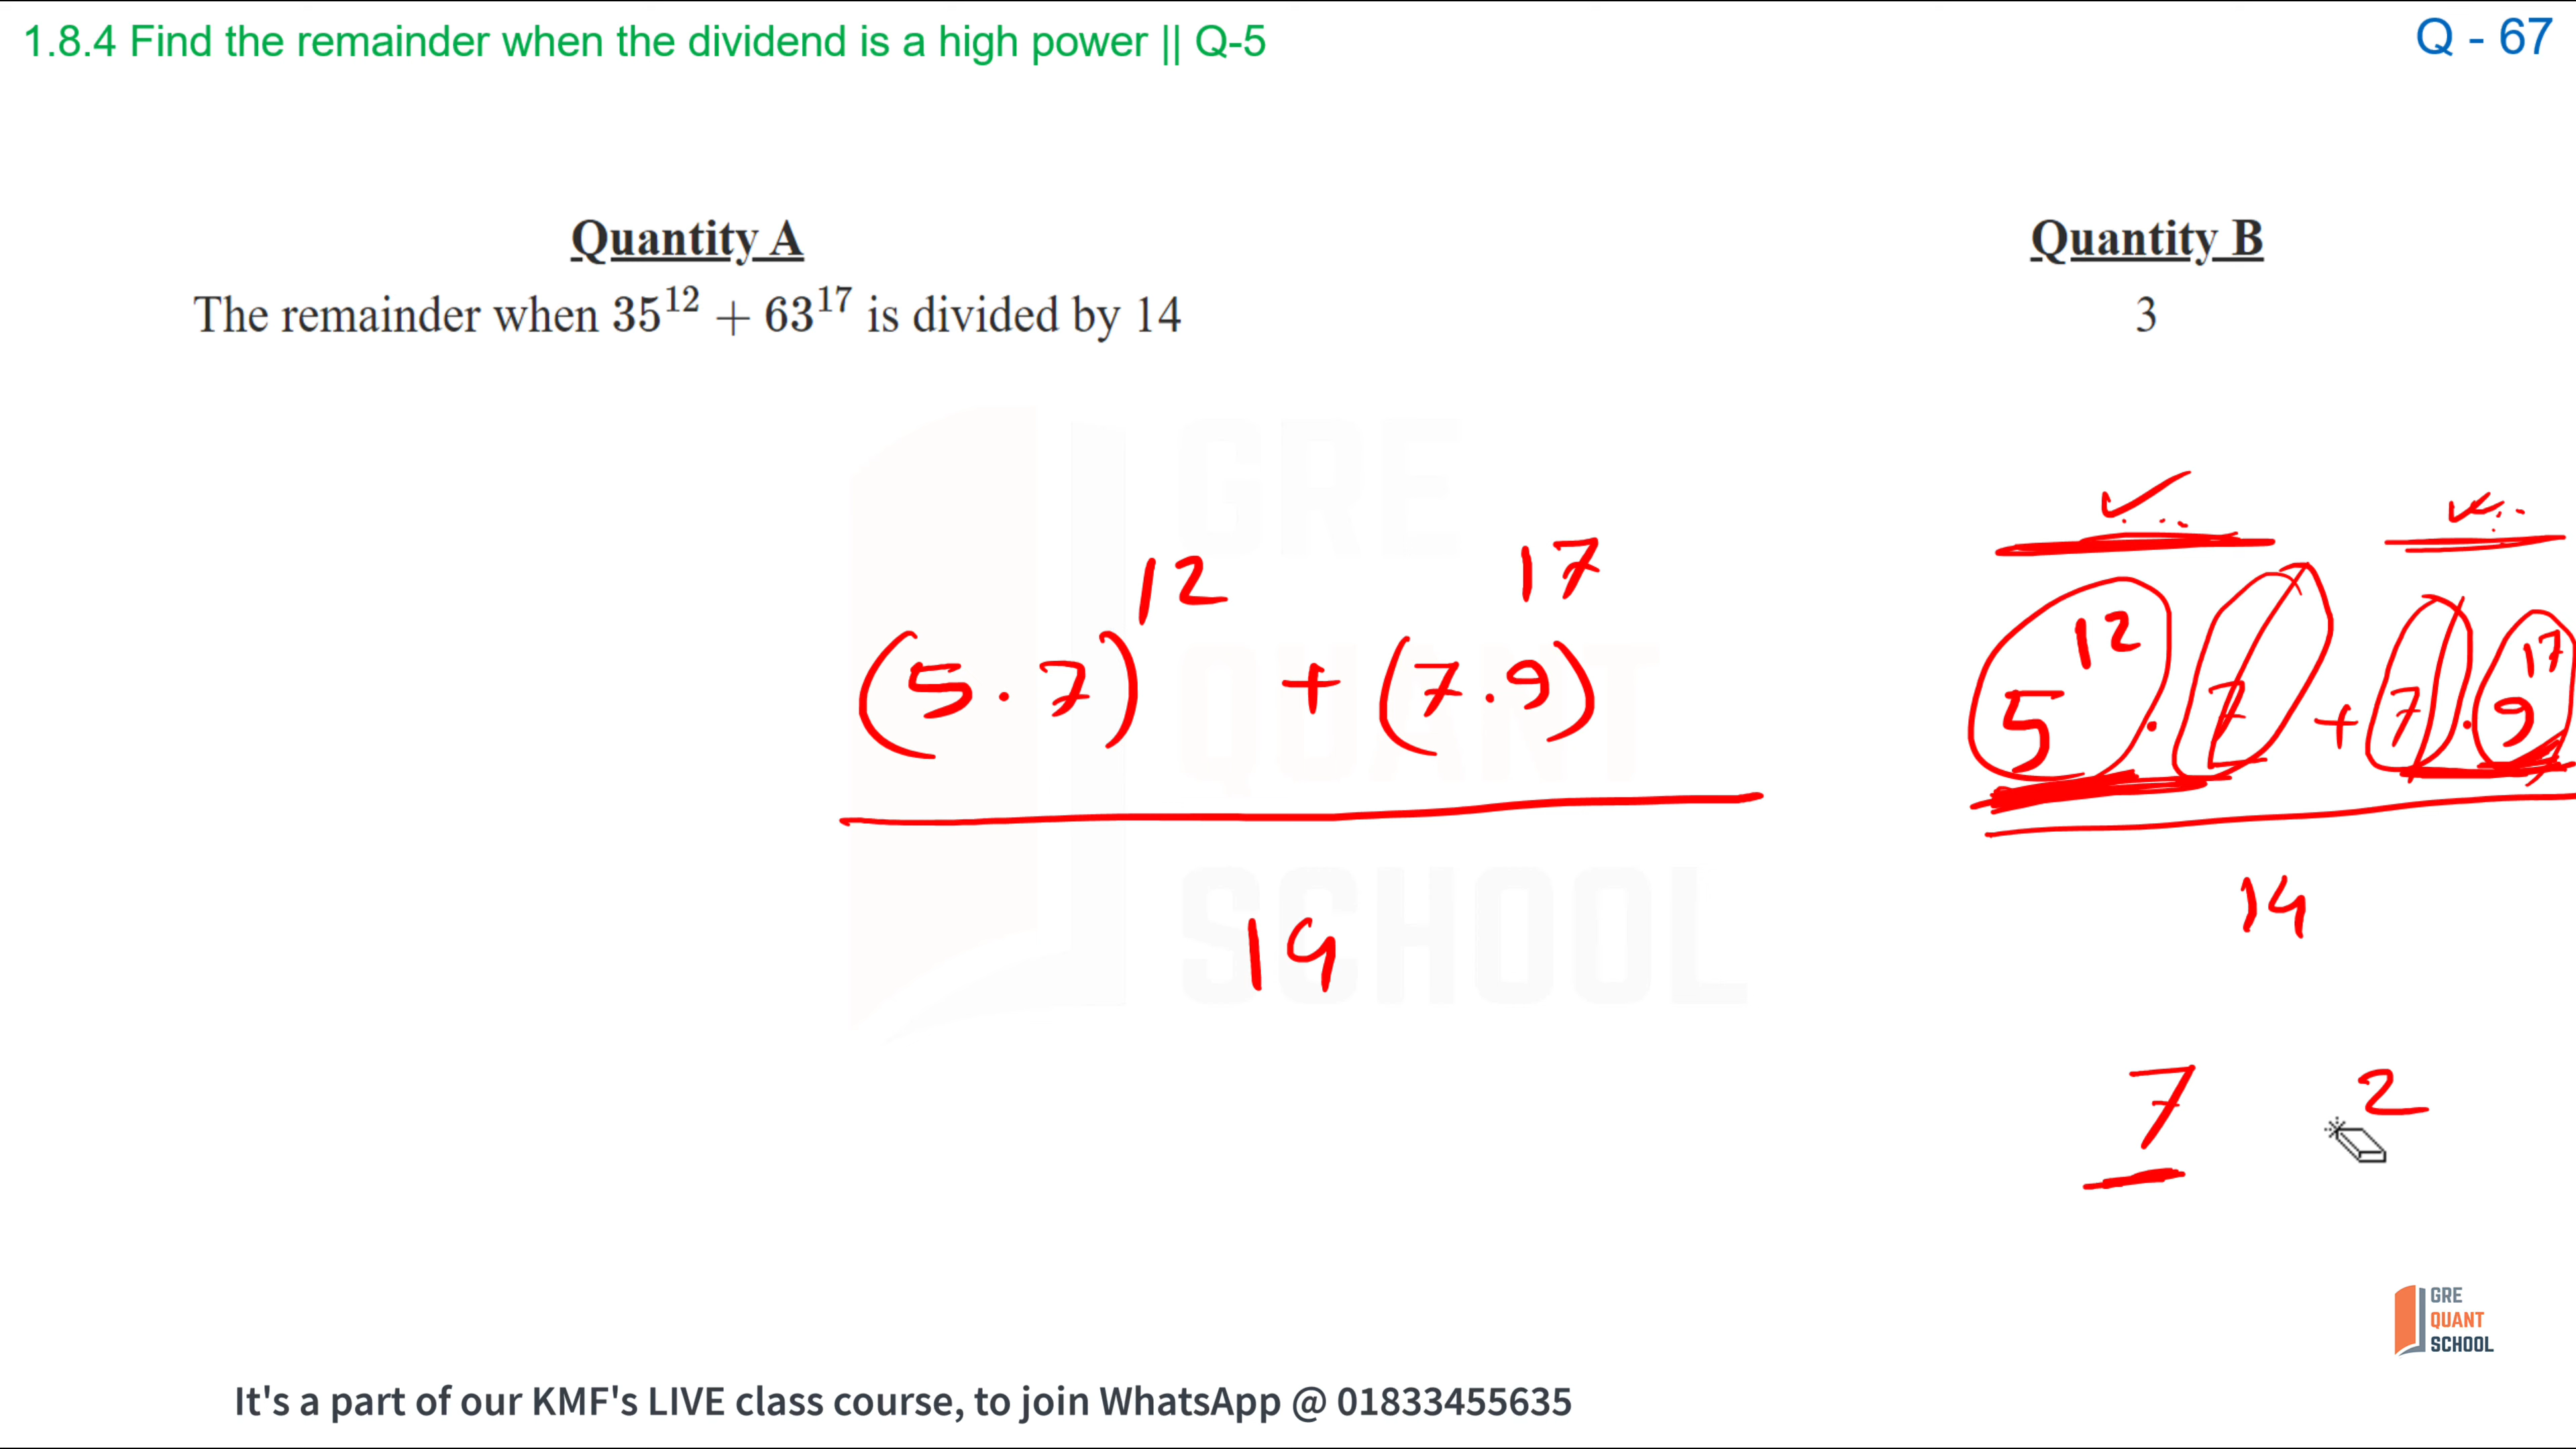 1.8.4 Find the remainder when the dividend is a high power || Q-5
Q - 67
Quantity A
Quantity B
The remainder when 35^12 + 63^17 is divided by 14
3
GRE
QUANT
SCHOOL
(5.7)^12 + (7.9)^17
14
5^12 . 7 + 7 . 9^17
14
7 2
GRE
QUANT
SCHOOL
It's a part of our KMF's LIVE class course, to join WhatsApp @ 01833455635